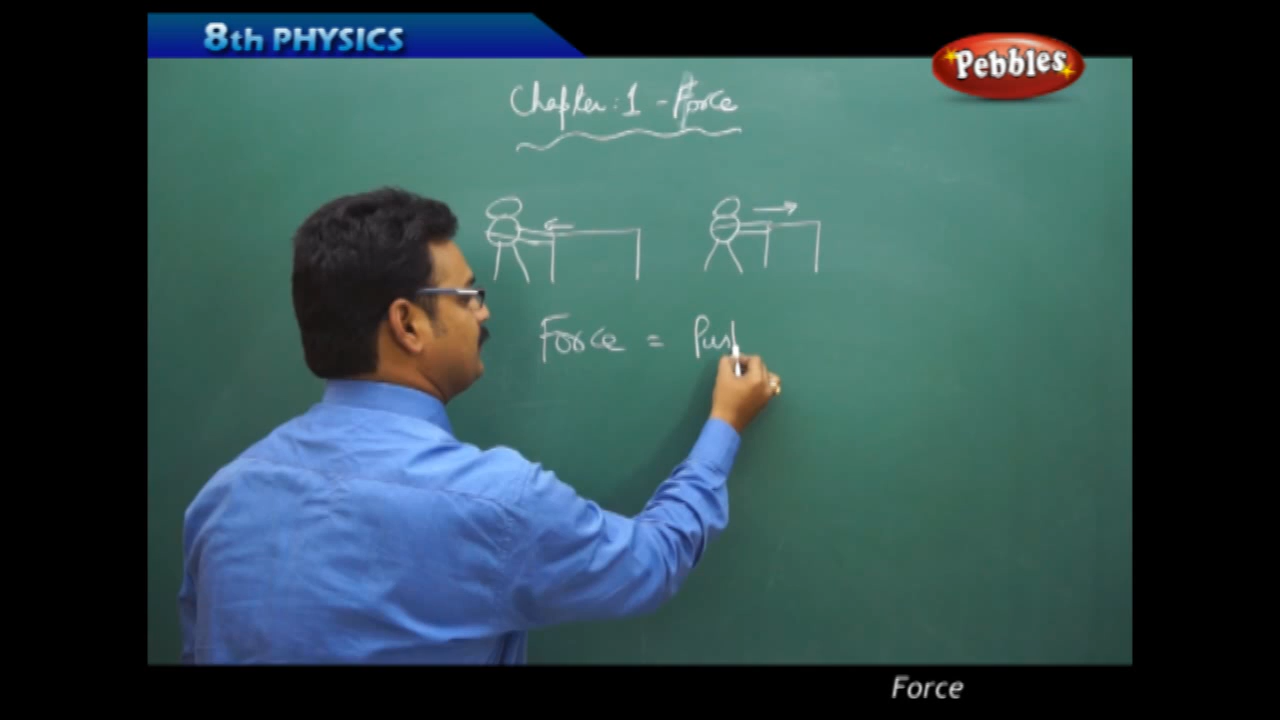 8th PHYSICS
Pebbles
Chapter: 1 - Force
Force = Pus
Force